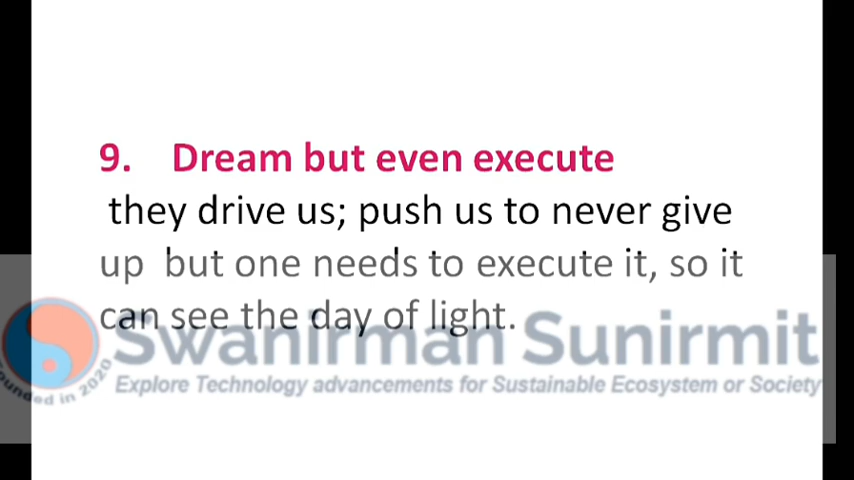 9. Dream but even execute
they drive us; push us to never give
up but one needs to execute it, so it
can see the day of light.
Swanirman Sunirmit
Explore Technology advancements for Sustainable Ecosystem or Society
ounded in 2020